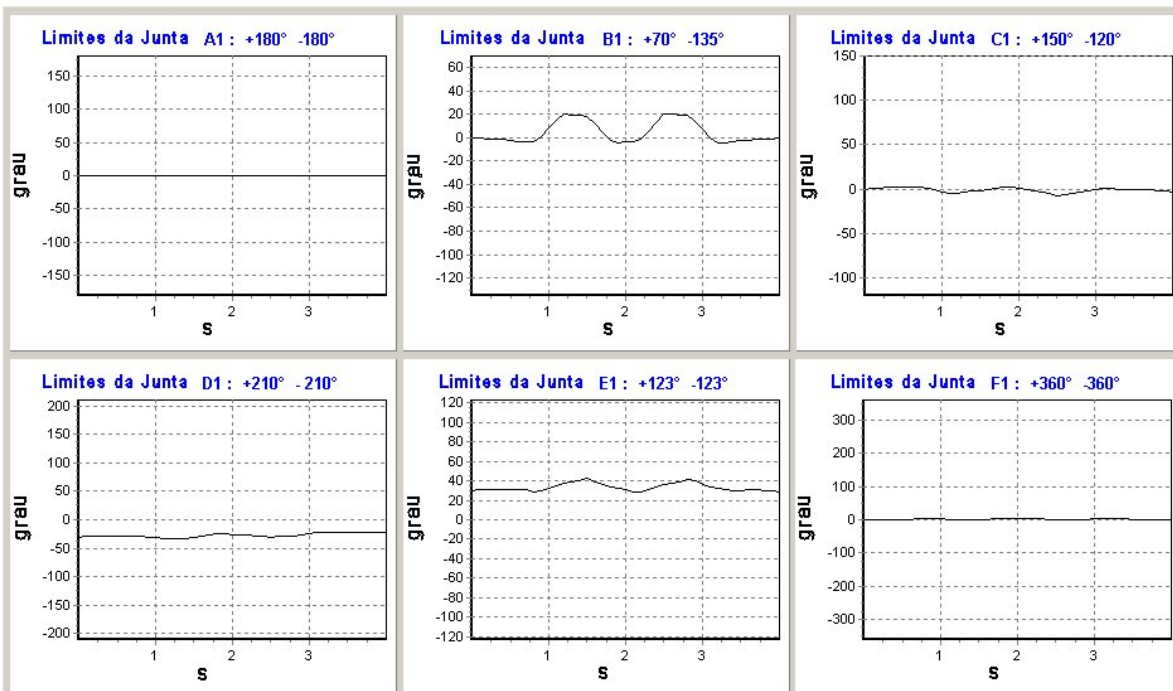 Limites da Junta A1 : +180° -180°
150
100
50
0
-50
-100
-150
grau
1 2 3
s
Limites da Junta B1 : +70° -135°
60
40
20
0
-20
-40
-60
-80
-100
-120
grau
1 2 3
s
Limites da Junta C1 : +150° -120°
150
100
50
0
-50
-100
grau
1 2 3
s
Limites da Junta D1 : +210° -210°
200
150
100
50
0
-50
-100
-150
-200
grau
1 2 3
s
Limites da Junta E1 : +123° -123°
120
100
80
60
40
20
0
-20
-40
-60
-80
-100
-120
grau
1 2 3
s
Limites da Junta F1 : +360° -360°
300
200
100
0
-100
-200
-300
grau
1 2 3
s